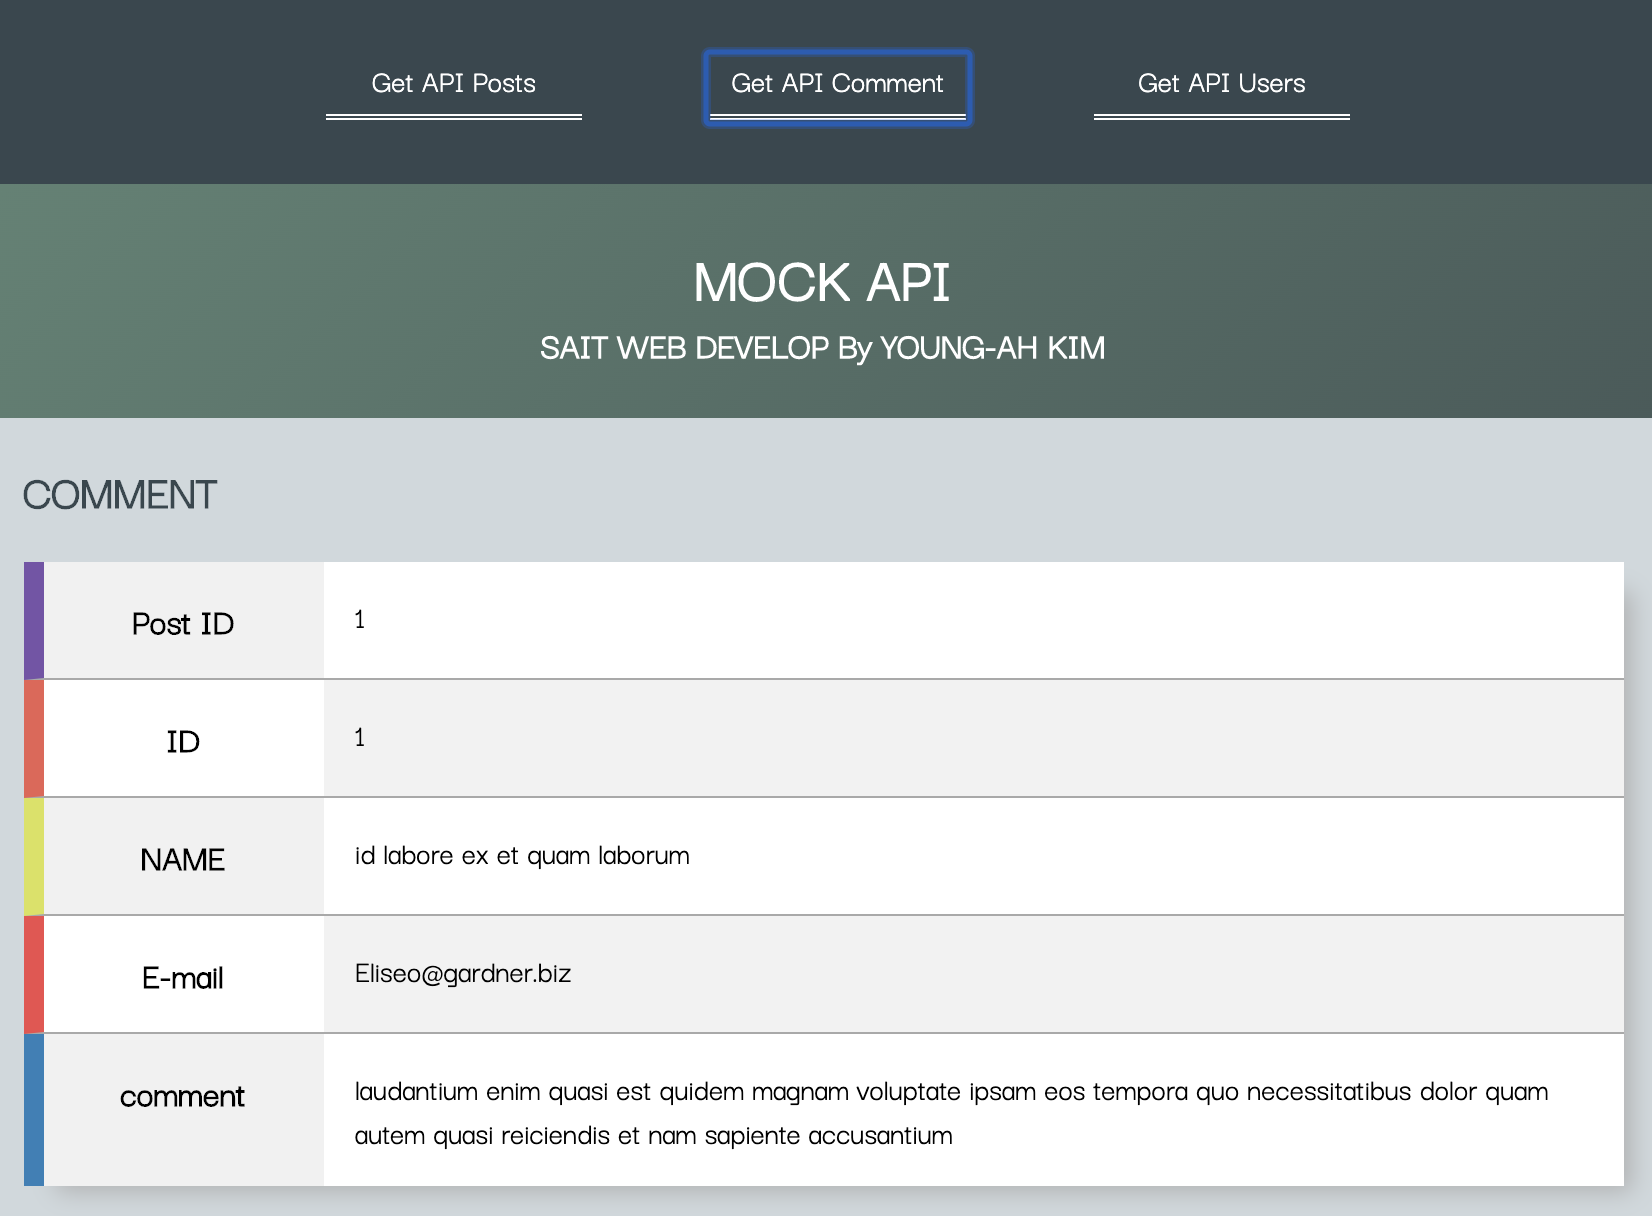 Get API Posts
Get API Comment
Get API Users
MOCK API
SAIT WEB DEVELOP By YOUNG-AH KIM
COMMENT
Post ID
1
ID
1
NAME
id labore ex et quam laborum
E-mail
Eliseo@gardner.biz
comment
laudantium enim quasi est quidem magnam voluptate ipsam eos tempora quo necessitatibus dolor quam
autem quasi reiciendis et nam sapiente accusantium